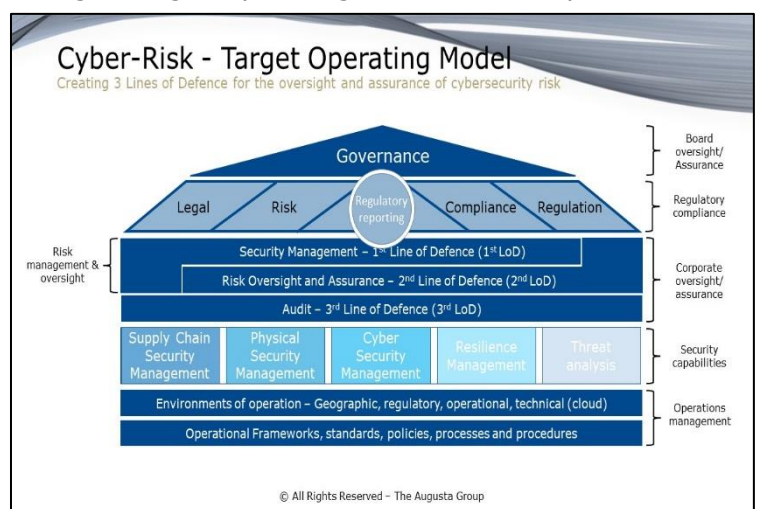 Cyber-Risk - Target Operating Model
Creating 3 Lines of Defence for the oversight and assurance of cybersecurity risk
Governance
Board
oversight/
Assurance
Legal
Risk
Regulatory
reporting
Compliance
Regulation
Regulatory
compliance
Risk
management &
oversight
Security Management – 1st Line of Defence (1st LoD)
Risk Oversight and Assurance – 2nd Line of Defence (2nd LoD)
Audit – 3rd Line of Defence (3rd LoD)
Corporate
oversight/
assurance
Supply Chain
Security
Management
Physical
Security
Management
Cyber
Security
Management
Resilience
Management
Threat
analysis
Security
capabilities
Environments of operation – Geographic, regulatory, operational, technical (cloud)
Operational Frameworks, standards, policies, processes and procedures
Operations
management
© All Rights Reserved – The Augusta Group